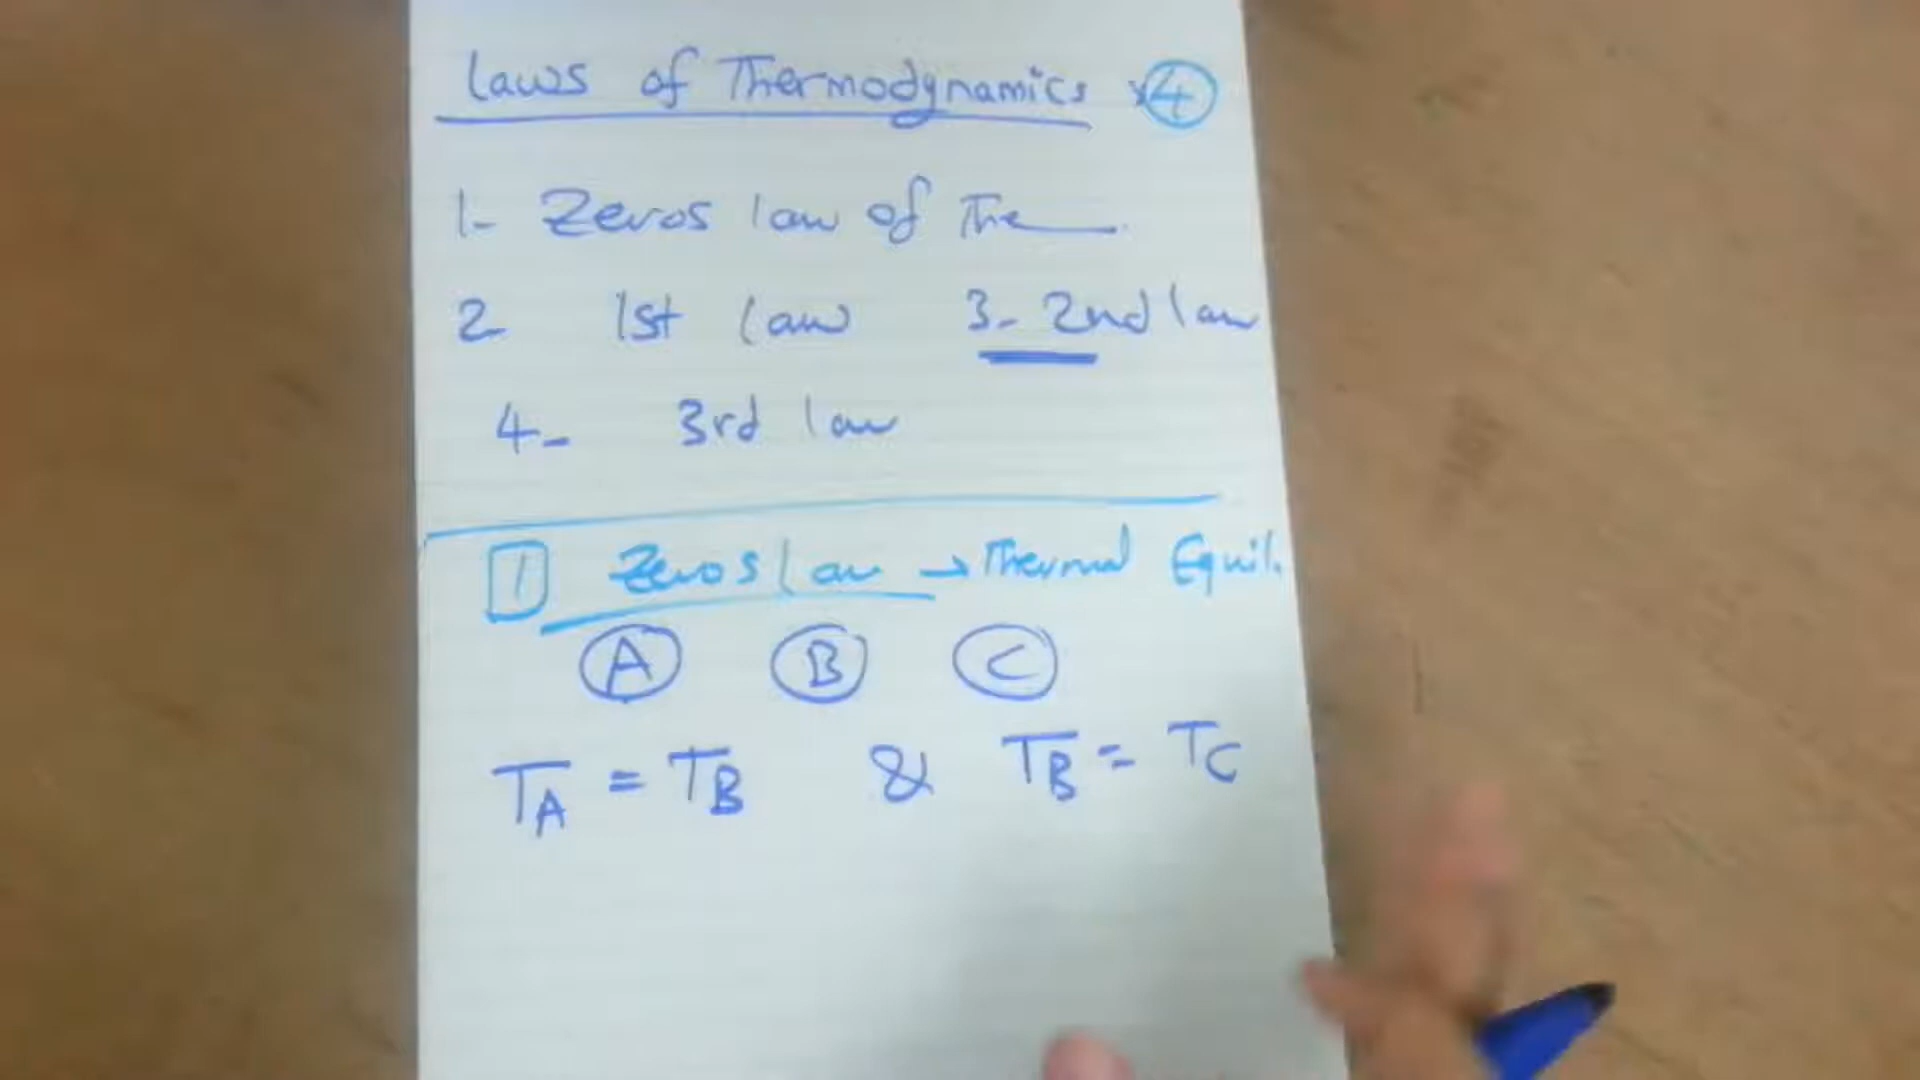 Laws of Thermodynamics 4
1- Zeros law of The
2- 1st law 3- 2nd law
4- 3rd law
1 Zeros law → Thermal Equil.
A B C
TA = TB & TB = TC